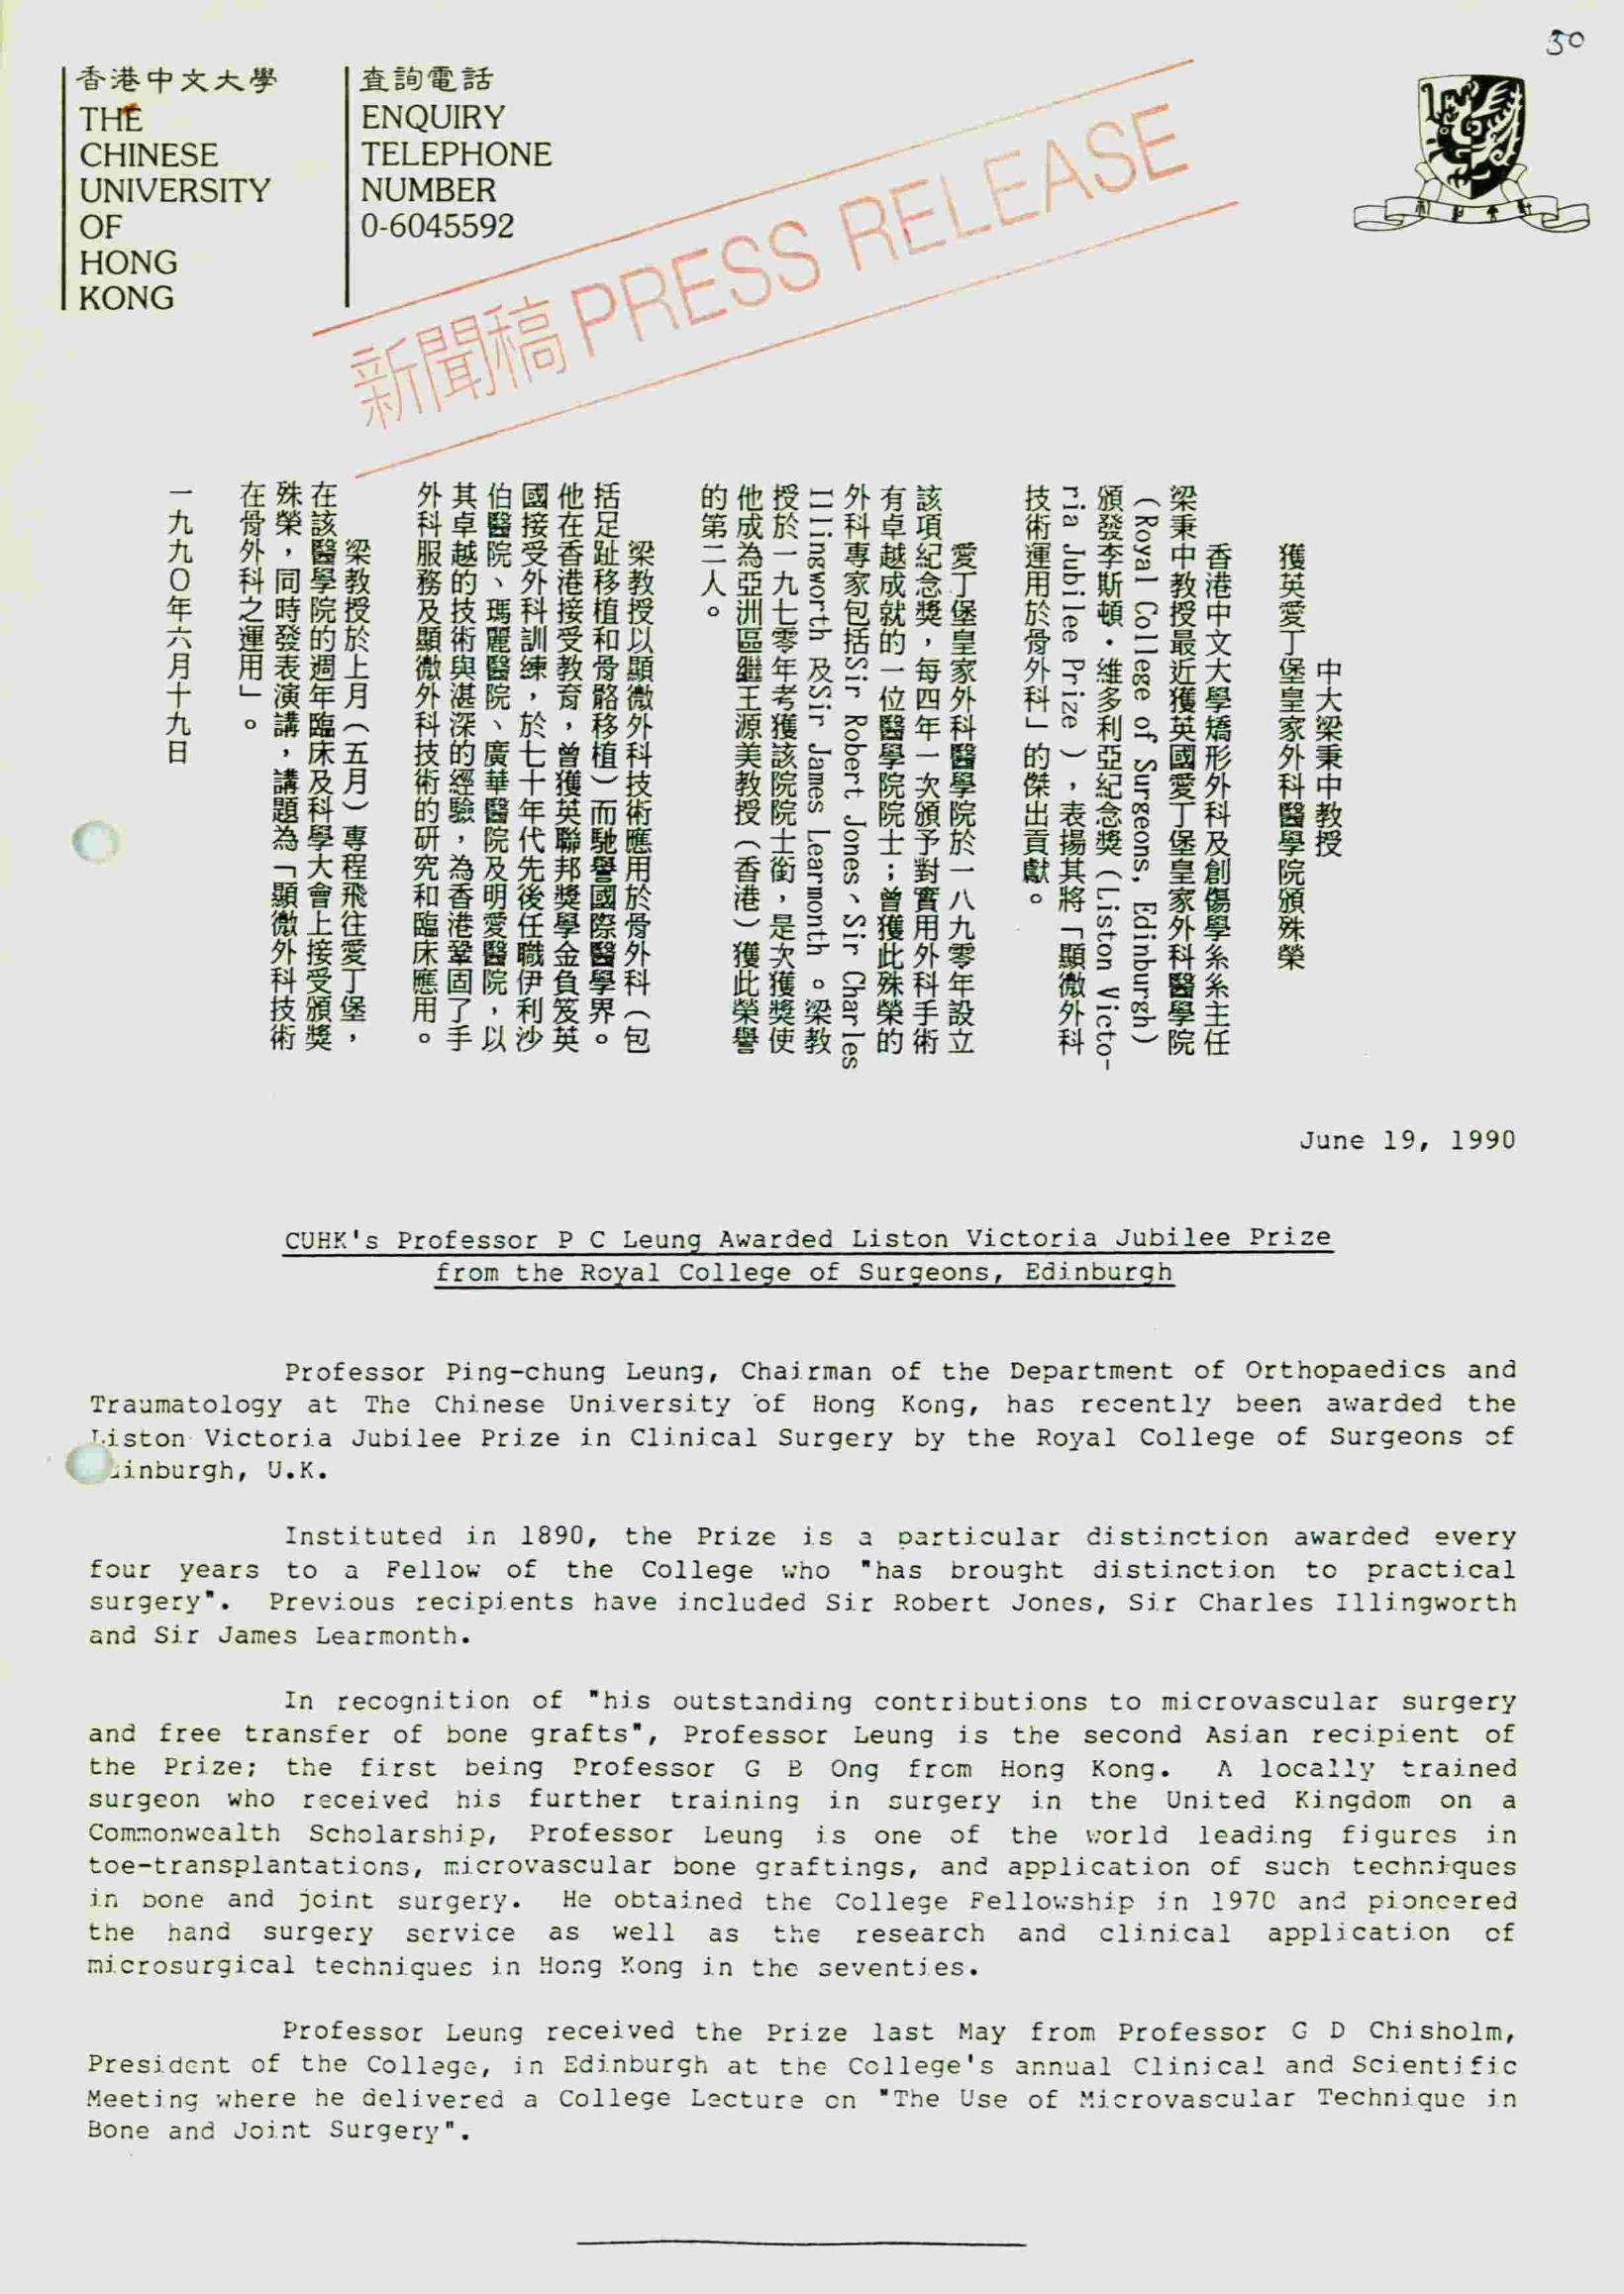 50
香港中文大學
THE
CHINESE
UNIVERSITY
OF
HONG
KONG
查詢電話
ENQUIRY
TELEPHONE
NUMBER
0-6045592
新聞稿 PRESS RELEASE
中大梁秉中教授
獲英愛丁堡皇家外科醫學院頒殊榮
香港中文大學矯形外科及創傷學系系主任
梁秉中教授最近獲英國愛丁堡皇家外科醫學院
(Royal College of Surgeons, Edinburgh)
頒發李斯頓·維多利亞紀念獎(Liston Victo-
ria Jubilee Prize ),表揚其將「顯微外科
技術運用於骨外科」的傑出貢獻。
愛丁堡皇家外科醫學院於一八九零年設立
該項紀念獎,每四年一次頒予對實用外科手術
有卓越成就的一位醫學院院士;曾獲此殊榮的
外科專家包括Sir Robert Jones、Sir Charles
Illingworth 及Sir James Learmonth 。梁教
授於一九七零年考獲該院院士銜,是次獲獎使
他成為亞洲區繼王源美教授(香港)獲此榮譽
的第二人。
梁教授以顯微外科技術應用於骨外科(包
括足趾移植和骨骼移植)而馳譽國際醫學界。
他在香港接受教育,曾獲英聯邦獎學金負笈英
國接受外科訓練,於七十年代先後任職伊利沙
伯醫院、瑪麗醫院、廣華醫院及明愛醫院,以
其卓越的技術與湛深的經驗,為香港鞏固了手
外科服務及顯微外科技術的研究和臨床應用。
梁教授於上月(五月)專程飛往愛丁堡,
在該醫學院的週年臨床及科學大會上接受頒獎
殊榮,同時發表演講,講題為「顯微外科技術
在骨外科之運用」。
一九九〇年六月十九日
June 19, 1990
CUHK's Professor P C Leung Awarded Liston Victoria Jubilee Prize
from the Royal College of Surgeons, Edinburgh
Professor Ping-chung Leung, Chairman of the Department of Orthopaedics and
Traumatology at The Chinese University of Hong Kong, has recently been awarded the
Liston Victoria Jubilee Prize in Clinical Surgery by the Royal College of Surgeons of
inburgh, U.K.
Instituted in 1890, the Prize is a particular distinction awarded every
four years to a Fellow of the College who "has brought distinction to practical
surgery". Previous recipients have included Sir Robert Jones, Sir Charles Illingworth
and Sir James Learmonth.
In recognition of "his outstanding contributions to microvascular surgery
and free transfer of bone grafts", Professor Leung is the second Asian recipient of
the Prize; the first being Professor G B Ong from Hong Kong. A locally trained
surgeon who received his further training in surgery in the United Kingdom on a
Commonwealth Scholarship, Professor Leung is one of the world leading figures in
toe-transplantations, microvascular bone graftings, and application of such techniques
in bone and joint surgery. He obtained the College Fellowship in 1970 and pioneered
the hand surgery service as well as the research and clinical application of
microsurgical techniques in Hong Kong in the seventies.
Professor Leung received the Prize last May from Professor G D Chisholm,
President of the College, in Edinburgh at the College's annual Clinical and Scientific
Meeting where he delivered a College Lecture on "The Use of Microvascular Technique in
Bone and Joint Surgery".